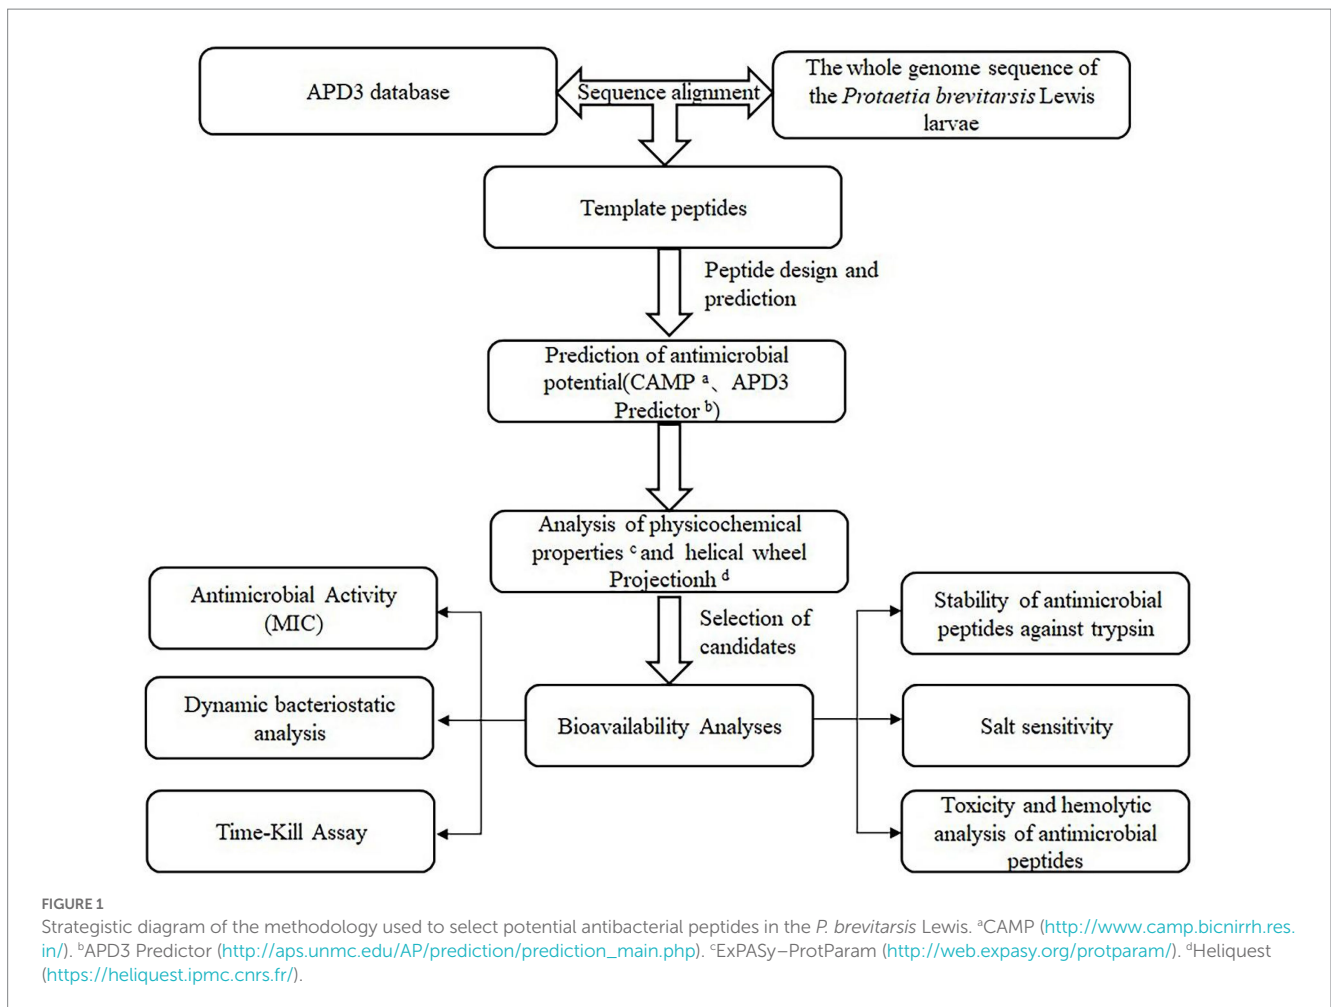 APD3 database
Sequence alignment
The whole genome sequence of
the Protaetia brevitarsis Lewis
larvae
Template peptides
Peptide design and
prediction
Prediction of antimicrobial
potential(CAMP ᵃ、APD3
Predictor ᵇ)
Analysis of physicochemical
properties ᶜ and helical wheel
Projectionh ᵈ
Selection of
candidates
Antimicrobial Activity
(MIC)
Dynamic bacteriostatic
analysis
Time-Kill Assay
Bioavailability Analyses
Stability of antimicrobial
peptides against trypsin
Salt sensitivity
Toxicity and hemolytic
analysis of antimicrobial
peptides
FIGURE 1
Strategistic diagram of the methodology used to select potential antibacterial peptides in the P. brevitarsis Lewis. ᵃCAMP (http://www.camp.bicnirrh.res.
in/). ᵇAPD3 Predictor (http://aps.unmc.edu/AP/prediction/prediction_main.php). ᶜExPASy–ProtParam (http://web.expasy.org/protparam/). ᵈHeliquest
(https://heliquest.ipmc.cnrs.fr/).